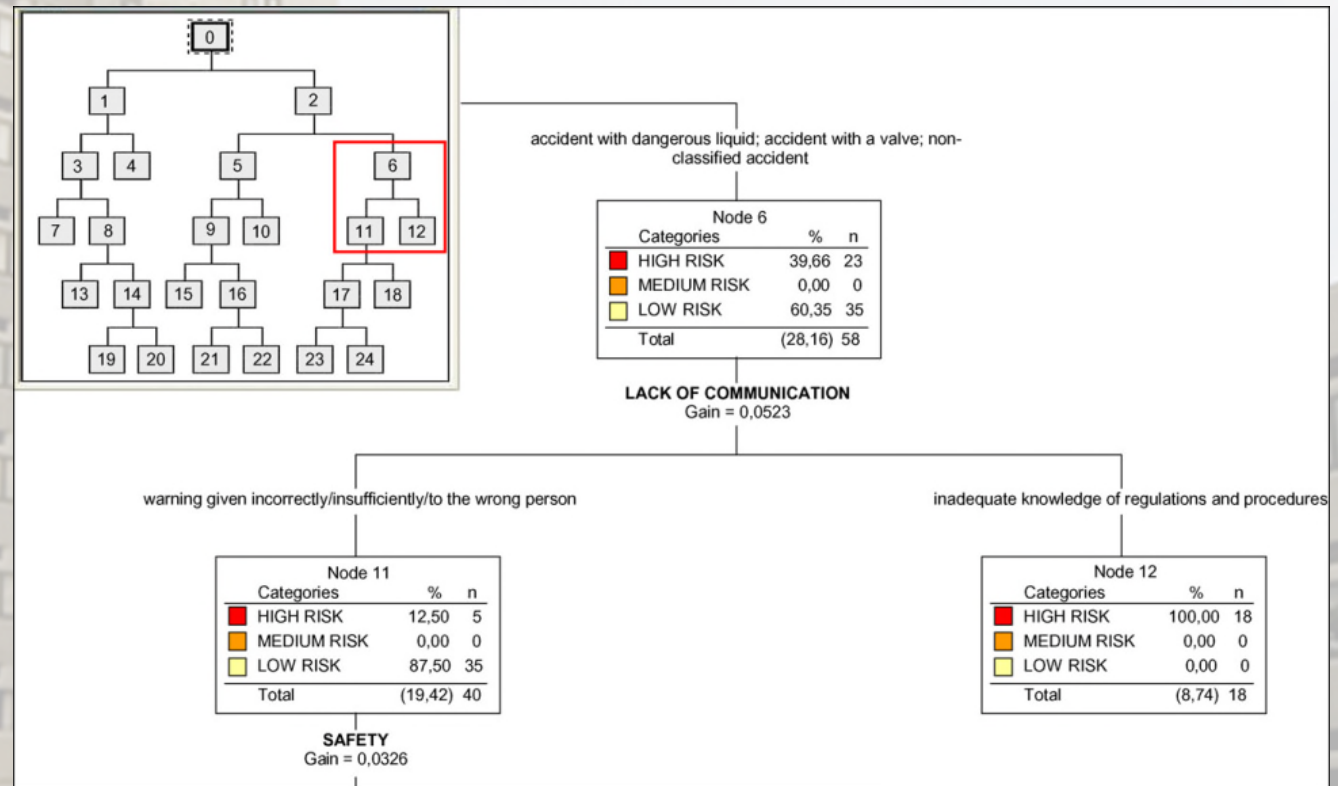 0
1 2
3 4 5 6
7 8 9 10 11 12
13 14 15 16 17 18
19 20 21 22 23 24
accident with dangerous liquid; accident with a valve; non-
classified accident
Node 6
Categories % n
HIGH RISK 39,66 23
MEDIUM RISK 0,00 0
LOW RISK 60,35 35
Total (28,16) 58
LACK OF COMMUNICATION
Gain = 0,0523
warning given incorrectly/insufficiently/to the wrong person
inadequate knowledge of regulations and procedures
Node 11
Categories % n
HIGH RISK 12,50 5
MEDIUM RISK 0,00 0
LOW RISK 87,50 35
Total (19,42) 40
SAFETY
Gain = 0,0326
Node 12
Categories % n
HIGH RISK 100,00 18
MEDIUM RISK 0,00 0
LOW RISK 0,00 0
Total (8,74) 18